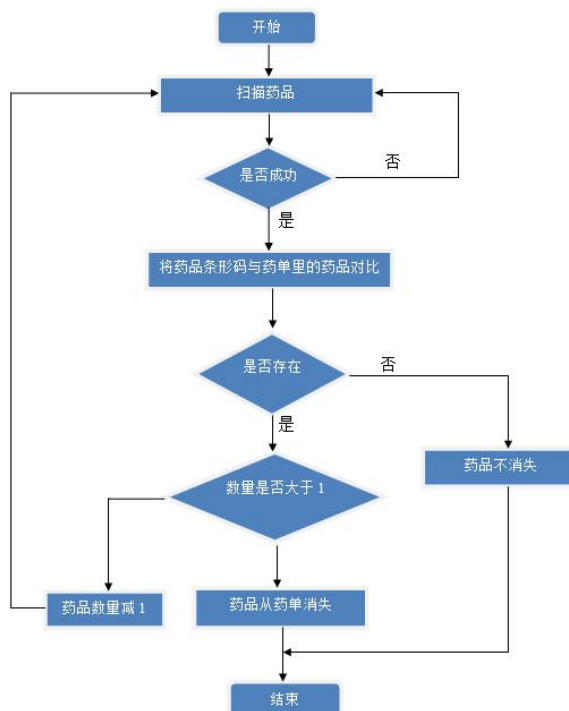 开始
扫描药品
是否成功
否
是
将药品条形码与药单里的药品对比
是否存在
否
是
药品不消失
数量是否大于 1
药品数量减 1
药品从药单消失
结束